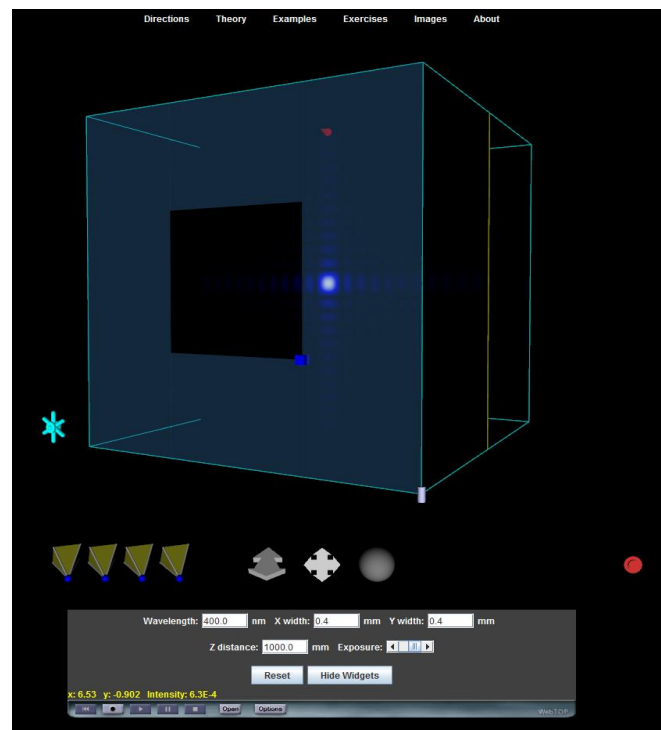 Directions Theory Examples Exercises Images About
Wavelength: 400.0 nm X width: 0.4 mm Y width: 0.4 mm
Z distance: 1000.0 mm Exposure:
Reset Hide Widgets
x: 6.53 y: -0.902 Intensity: 6.3E-4
Open Options WebTOP